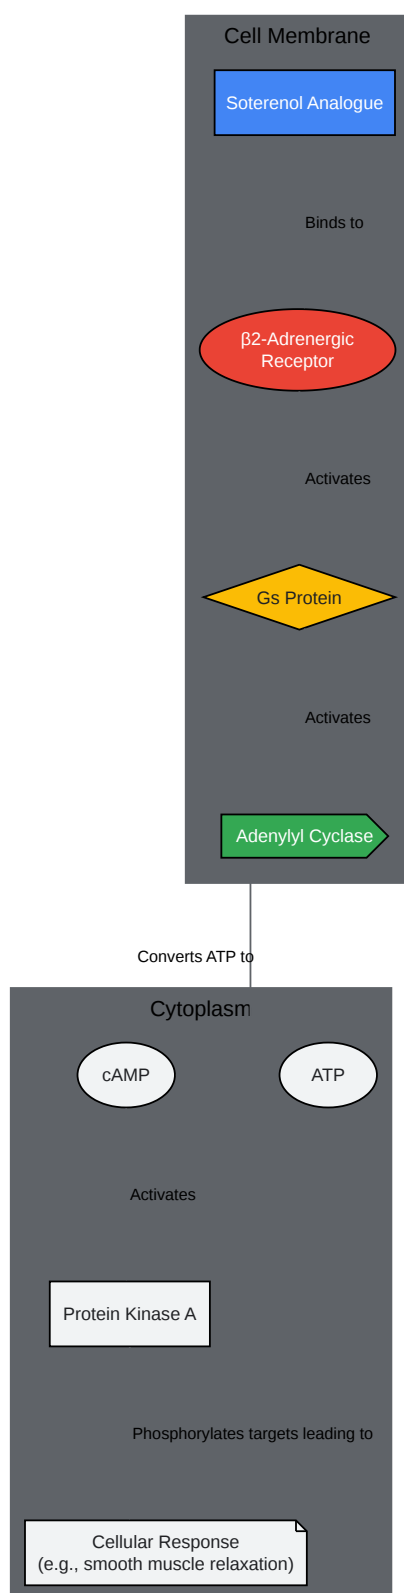 Cell Membrane
Soterenol Analogue
Binds to
β2-Adrenergic
Receptor
Activates
Gs Protein
Activates
Adenylyl Cyclase
Converts ATP to
Cytoplasm
cAMP
ATP
Activates
Protein Kinase A
Phosphorylates targets leading to
Cellular Response
(e.g., smooth muscle relaxation)